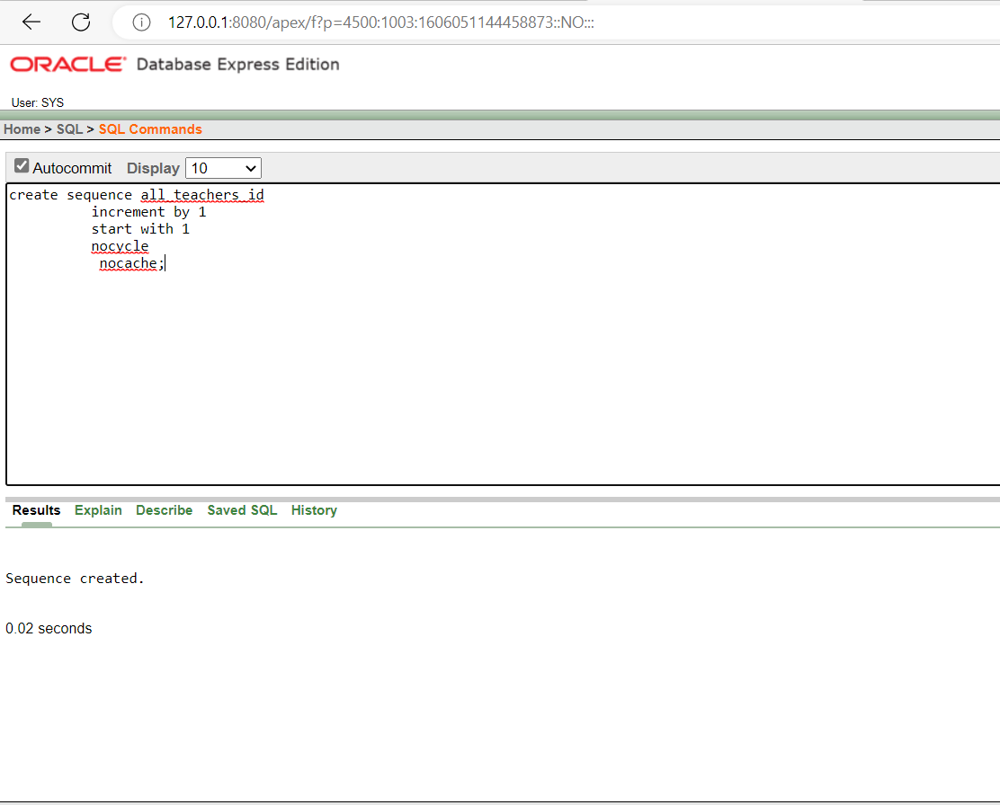 127.0.0.1:8080/apex/f?p=4500:1003:1606051144458873::NO:::
ORACLE® Database Express Edition
User: SYS
Home > SQL > SQL Commands
Autocommit Display 10
create sequence all_teachers_id
increment by 1
start with 1
nocycle
nocache;
Results Explain Describe Saved SQL History
Sequence created.
0.02 seconds